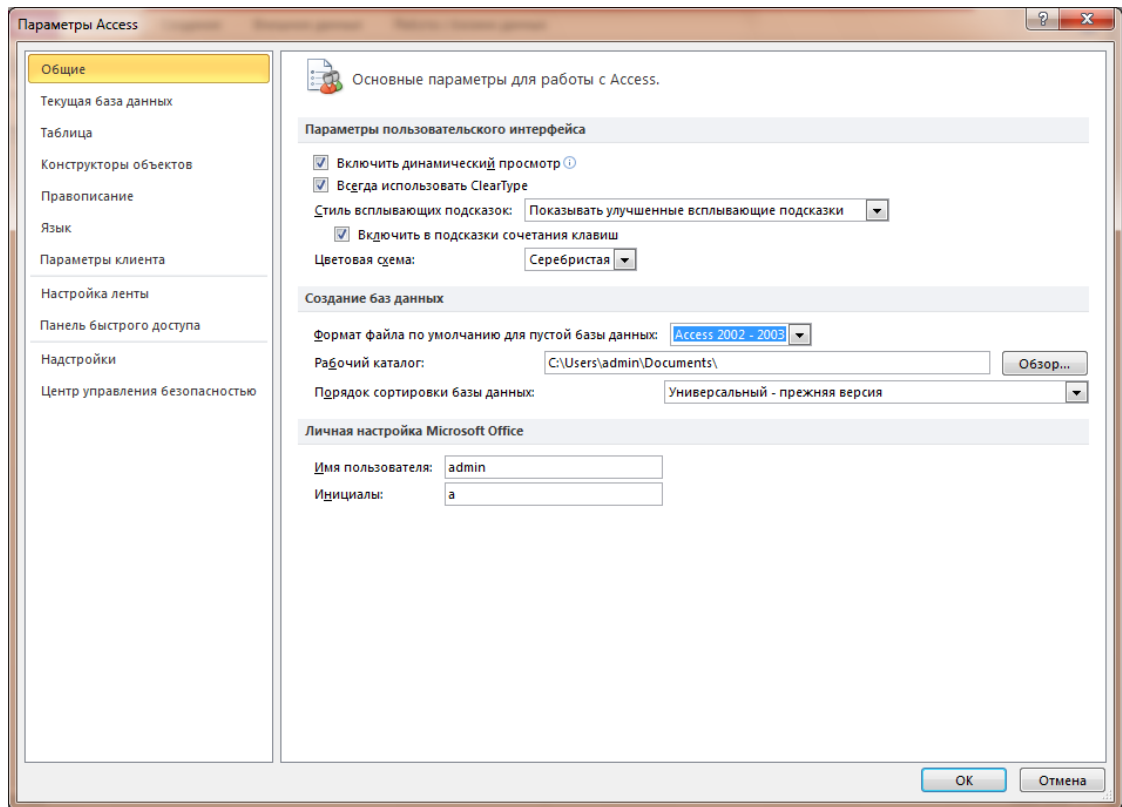 Параметры Access
Общие
Текущая база данных
Таблица
Конструкторы объектов
Правописание
Язык
Параметры клиента
Настройка ленты
Панель быстрого доступа
Надстройки
Центр управления безопасностью
Основные параметры для работы с Access.
Параметры пользовательского интерфейса
Включить динамический просмотр
Всегда использовать ClearType
Стиль всплывающих подсказок: Показывать улучшенные всплывающие подсказки
Включить в подсказки сочетания клавиш
Цветовая схема: Серебристая
Создание баз данных
Формат файла по умолчанию для пустой базы данных: Access 2002 - 2003
Рабочий каталог: C:\Users\admin\Documents\ Обзор...
Порядок сортировки базы данных: Универсальный - прежняя версия
Личная настройка Microsoft Office
Имя пользователя: admin
Инициалы: a
ОК Отмена